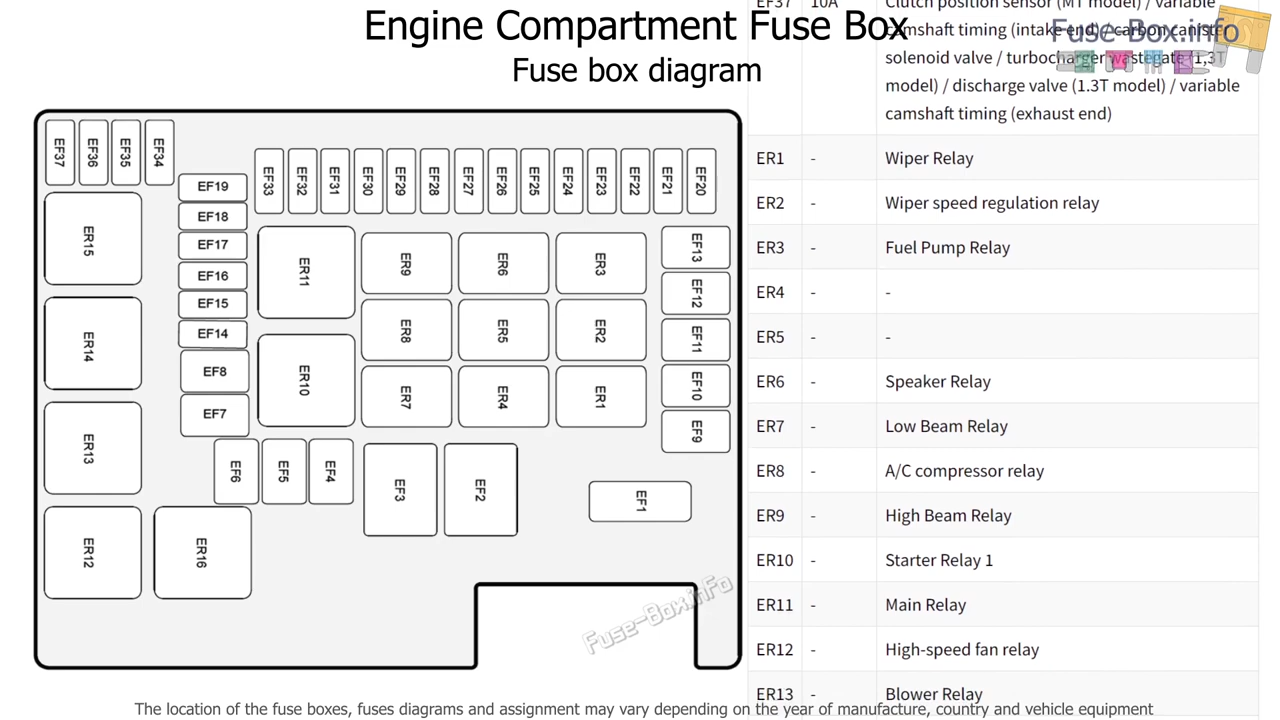 Engine Compartment Fuse Box
Fuse box diagram
Fuse-Box.info
EF37 10A Clutch position sensor (MT model) / variable
camshaft timing (intake end) / carbon canister
solenoid valve / turbocharger wastegate (1,3T
model) / discharge valve (1.3T model) / variable
camshaft timing (exhaust end)
ER1 - Wiper Relay
ER2 - Wiper speed regulation relay
ER3 - Fuel Pump Relay
ER4 - -
ER5 - -
ER6 - Speaker Relay
ER7 - Low Beam Relay
ER8 - A/C compressor relay
ER9 - High Beam Relay
ER10 - Starter Relay 1
ER11 - Main Relay
ER12 - High-speed fan relay
ER13 - Blower Relay
EF37 EF36 EF35 EF34
EF33 EF32 EF31 EF30 EF29 EF28 EF27 EF26 EF25 EF24 EF23 EF22 EF21 EF20
EF19
EF18
EF17
EF16
EF15
EF14
EF8
EF7
ER15
ER14
ER13
ER12
ER16
ER11
ER10
ER9 ER6 ER3
ER8 ER5 ER2
ER7 ER4 ER1
EF13
EF12
EF11
EF10
EF9
EF6 EF5 EF4
EF3 EF2
EF1
Fuse-Box.inFo
The location of the fuse boxes, fuses diagrams and assignment may vary depending on the year of manufacture, country and vehicle equipment